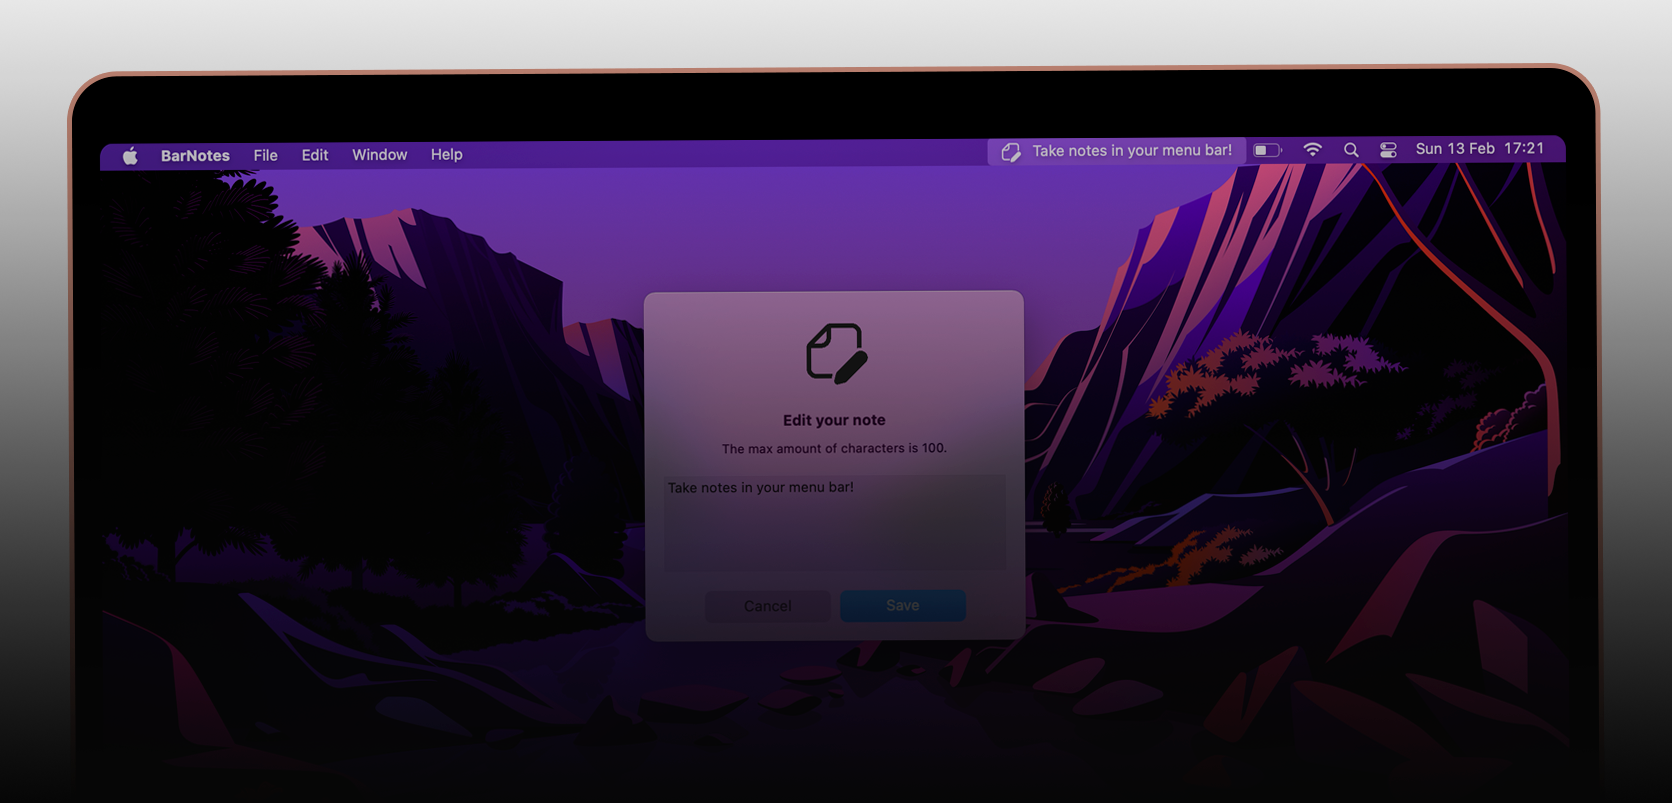 BarNotes File Edit Window Help Take notes in your menu bar! Sun 13 Feb 17:21
Edit your note
The max amount of characters is 100.
Take notes in your menu bar!
Cancel Save